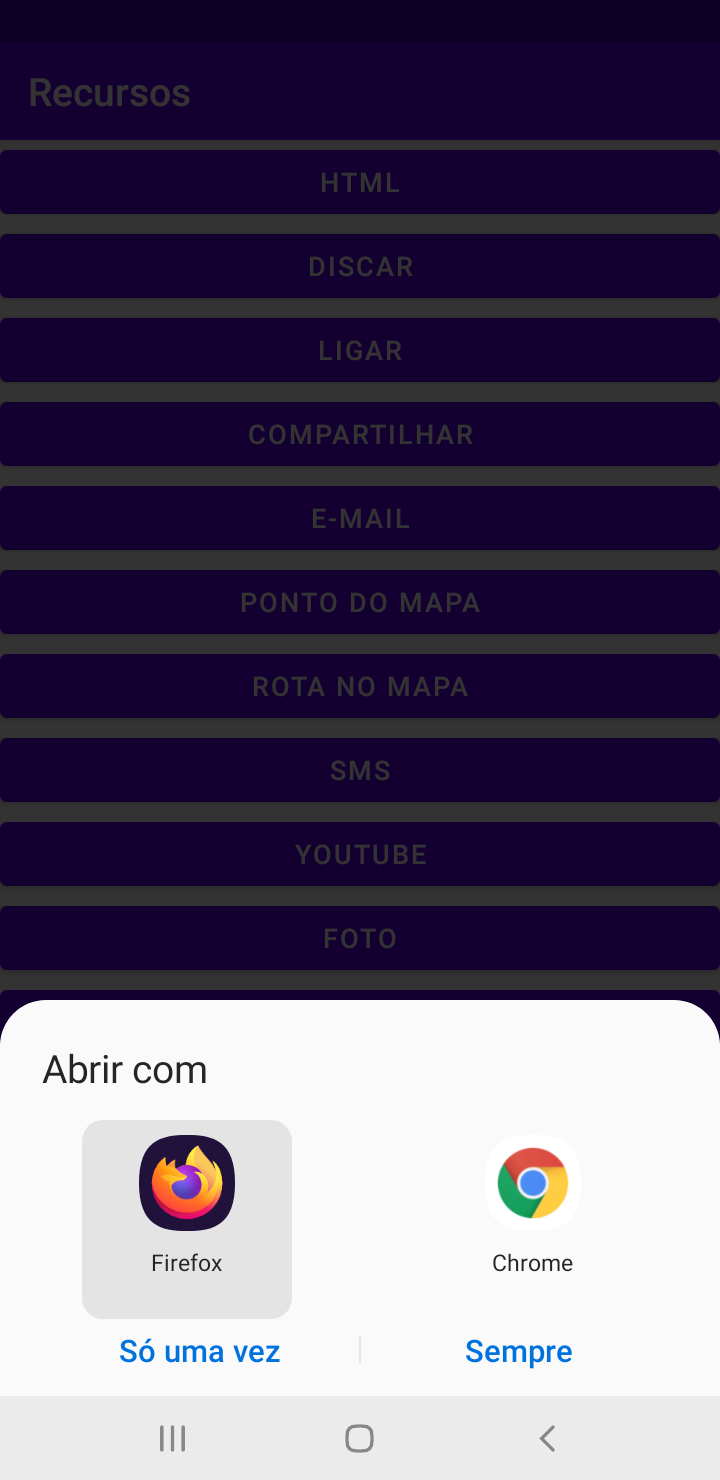 Recursos
HTML
DISCAR
LIGAR
COMPARTILHAR
E-MAIL
PONTO DO MAPA
ROTA NO MAPA
SMS
YOUTUBE
FOTO
Abrir com
Firefox
Chrome
Só uma vez
Sempre